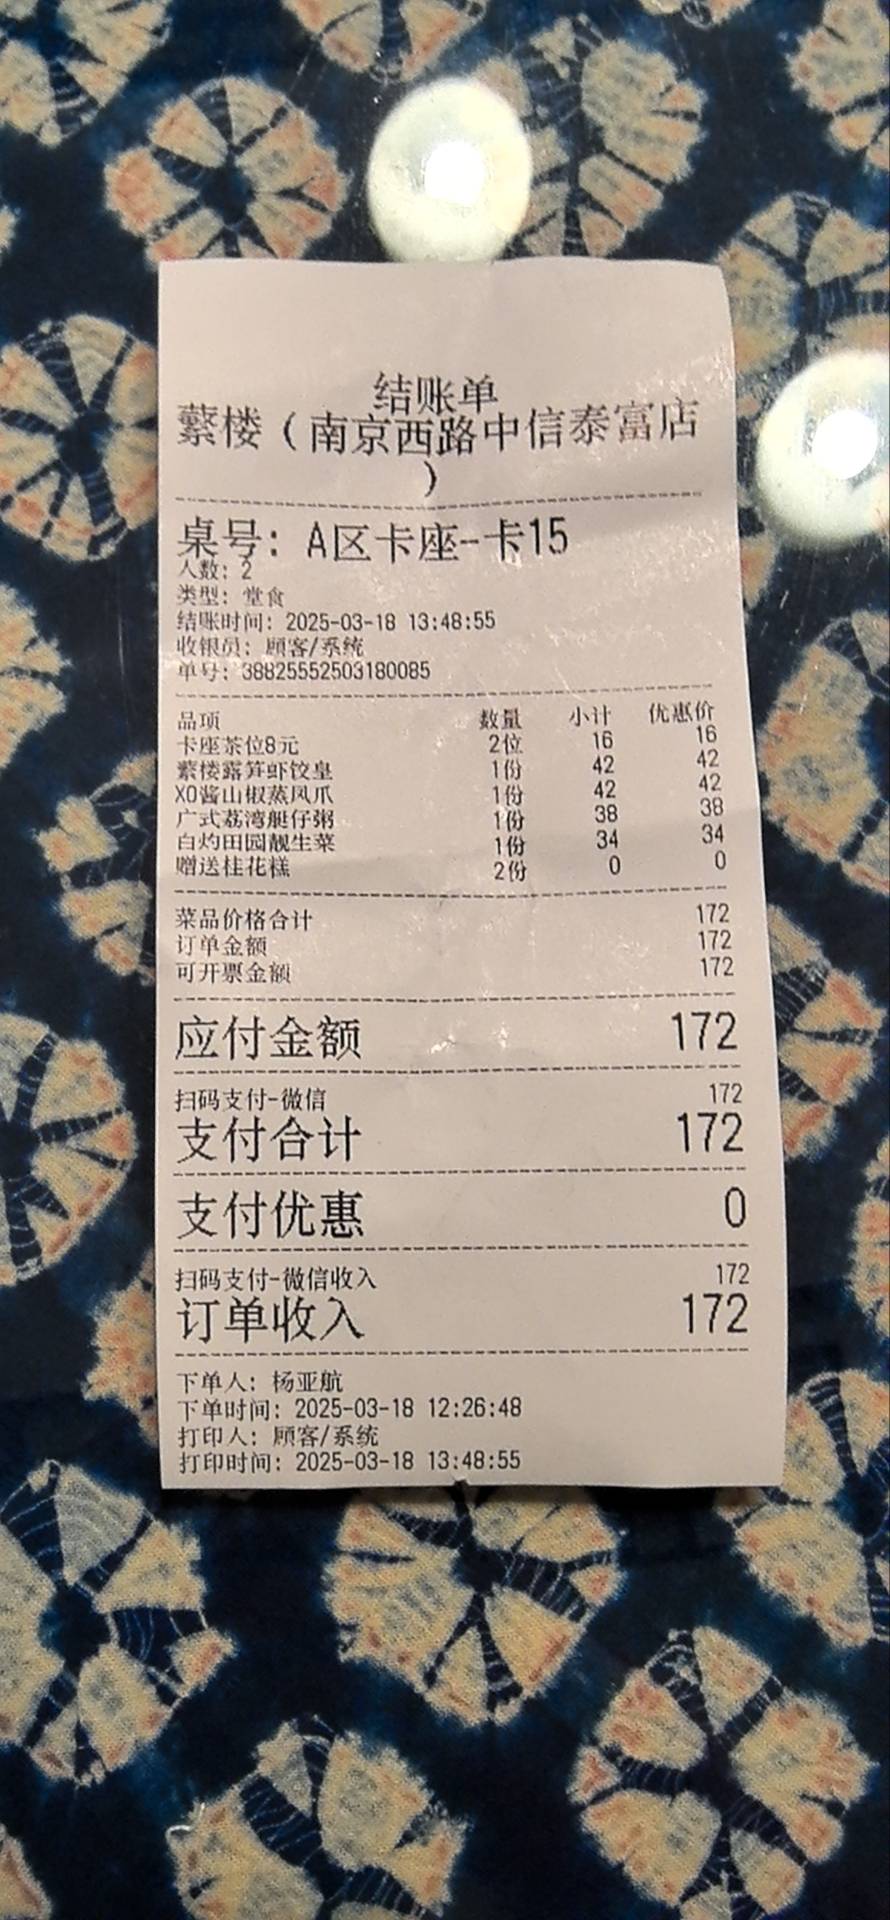 结账单
蘩楼（南京西路中信泰富店
）
桌号：A区卡座-卡15
人数：2
类型：堂食
结账时间：2025-03-18 13:48:55
收银员：顾客/系统
单号：388255552503180085
品项 数量 小计 优惠价
卡座茶位8元 2位 16 16
蘩楼露笋虾饺皇 1份 42 42
XO酱山椒蒸凤爪 1份 42 42
广式荔湾艇仔粥 1份 38 38
白灼田园靓生菜 1份 34 34
赠送桂花糕 2份 0 0
菜品价格合计 172
订单金额 172
可开票金额 172
应付金额 172
扫码支付-微信 172
支付合计 172
支付优惠 0
扫码支付-微信收入 172
订单收入 172
下单人：杨亚航
下单时间：2025-03-18 12:26:48
打印人：顾客/系统
打印时间：2025-03-18 13:48:55